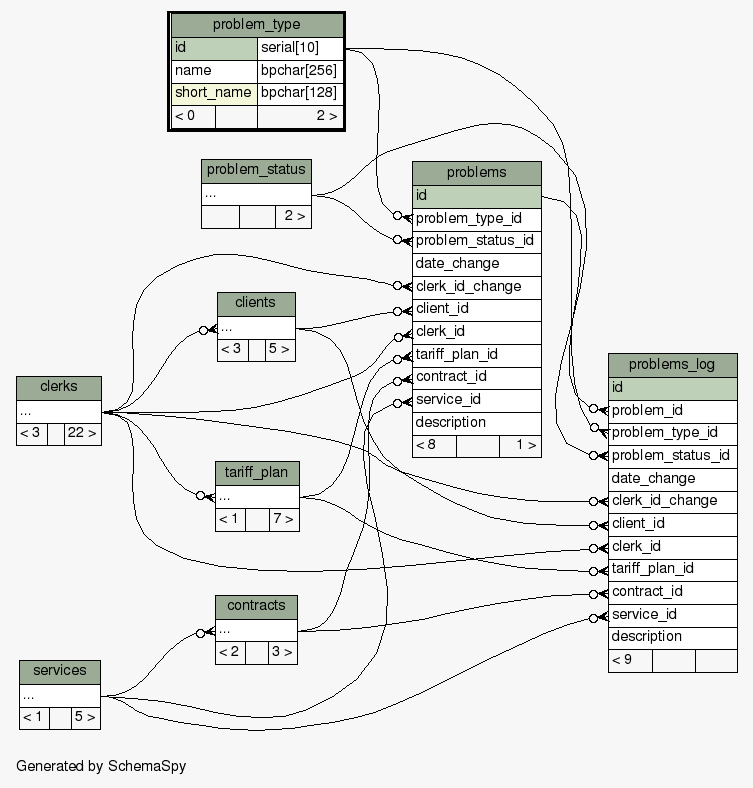 problem_type
id serial[10]
name bpchar[256]
short_name bpchar[128]
< 0 2 >
problem_status
...
2 >
problems
id
problem_type_id
problem_status_id
date_change
clerk_id_change
client_id
clerk_id
tariff_plan_id
contract_id
service_id
description
< 8 1 >
clients
...
< 3 5 >
clerks
...
< 3 22 >
problems_log
id
problem_id
problem_type_id
problem_status_id
date_change
clerk_id_change
client_id
clerk_id
tariff_plan_id
contract_id
service_id
description
< 9
tariff_plan
...
< 1 7 >
contracts
...
< 2 3 >
services
...
< 1 5 >
Generated by SchemaSpy